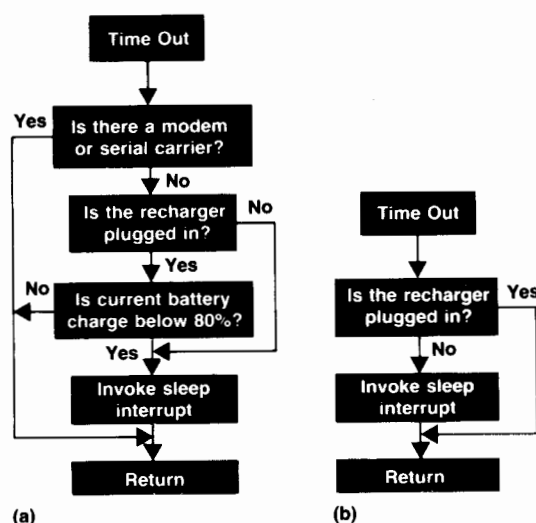 Time Out
Yes
Is there a modem
or serial carrier?
No
Is the recharger
plugged in?
No
Yes
No
Is current battery
charge below 80%?
Yes
Invoke sleep
interrupt
Return
(a)
Time Out
Is the recharger
plugged in?
Yes
No
Invoke sleep
interrupt
Return
(b)